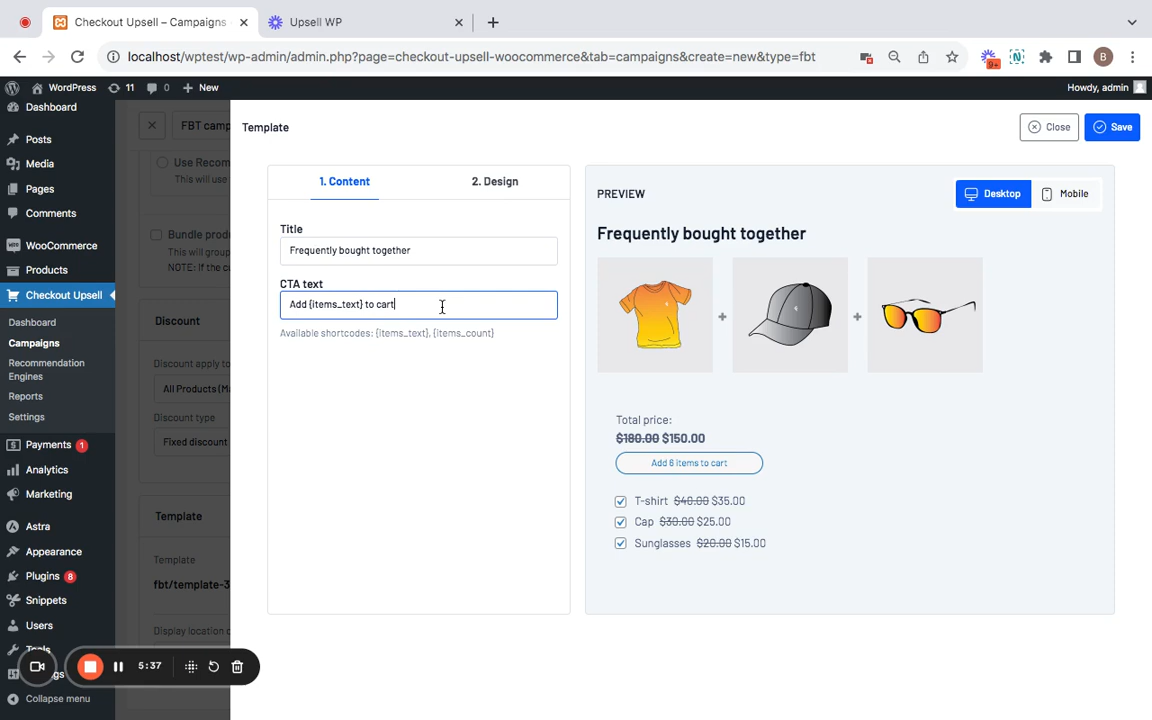 Checkout Upsell – Campaigns
Upsell WP
localhost/wptest/wp-admin/admin.php?page=checkout-upsell-woocommerce&tab=campaigns&create=new&type=fbt
9+
B
WordPress
11
0
New
Howdy, admin
Dashboard
Posts
Media
Pages
Comments
WooCommerce
Products
Checkout Upsell
Dashboard
Campaigns
Recommendation
Engines
Reports
Settings
Payments 1
Analytics
Marketing
Astra
Appearance
Plugins 8
Snippets
Users
Tools
Collapse menu
5:37
FBT camp
Use Recom
This will use
Bundle produ
This will group
NOTE: If the c
Discount
Discount apply to
All Products (Ma
Discount type
Fixed discount
Template
Template
fbt/template-3
Display location o
Template
Close
Save
1. Content
2. Design
Title
Frequently bought together
CTA text
Add {items_text} to cart
Available shortcodes: {items_text}, {items_count}
PREVIEW
Desktop
Mobile
Frequently bought together
+
+
Total price:
$180.00 $150.00
Add 6 items to cart
T-shirt $40.00 $35.00
Cap $30.00 $25.00
Sunglasses $20.00 $15.00